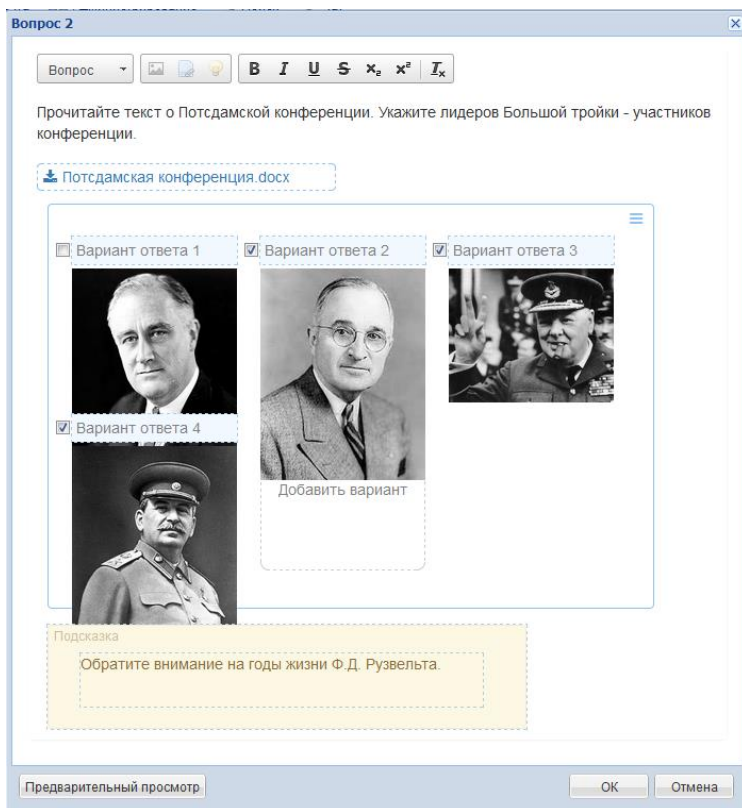 Вопрос 2
Вопрос B I U S x₂ x² Tx
Прочитайте текст о Потсдамской конференции. Укажите лидеров Большой тройки - участников
конференции.
Потсдамская конференция.docx
Вариант ответа 1 Вариант ответа 2 Вариант ответа 3
Вариант ответа 4
Добавить вариант
Подсказка
Обратите внимание на годы жизни Ф.Д. Рузвельта.
Предварительный просмотр ОК Отмена